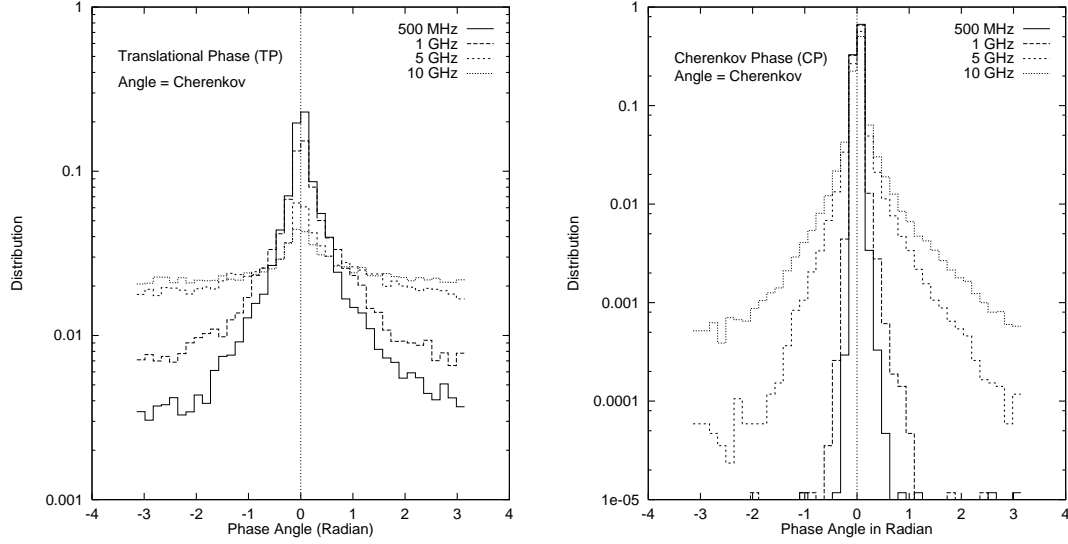 1
0.1
0.01
0.001
-4 -3 -2 -1 0 1 2 3 4
Distribution
Phase Angle (Radian)
Translational Phase (TP)
Angle = Cherenkov
500 MHz
1 GHz
5 GHz
10 GHz
1
0.1
0.01
0.001
0.0001
1e-05
-4 -3 -2 -1 0 1 2 3 4
Distribution
Phase Angle in Radian
Cherenkov Phase (CP)
Angle = Cherenkov
500 MHz
1 GHz
5 GHz
10 GHz